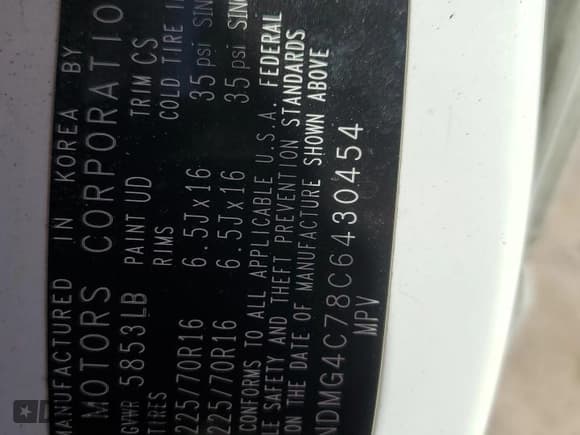 MANUFACTURED IN KOREA BY
MOTORS CORPORATIO
GVWR 5853LB PAINT UD TRIM CS
TIRES RIMS COLD TIRE I
225/70R16 6.5Jx16 35 psi SIN
225/70R16 6.5Jx16 35 psi SING
CONFORMS TO ALL APPLICABLE U.S.A. FEDERAL
LE SAFETY AND THEFT PREVENTION STANDARDS
ON THE DATE OF MANUFACTURE SHOWN ABOVE
NDMG4C78C6430454
MPV